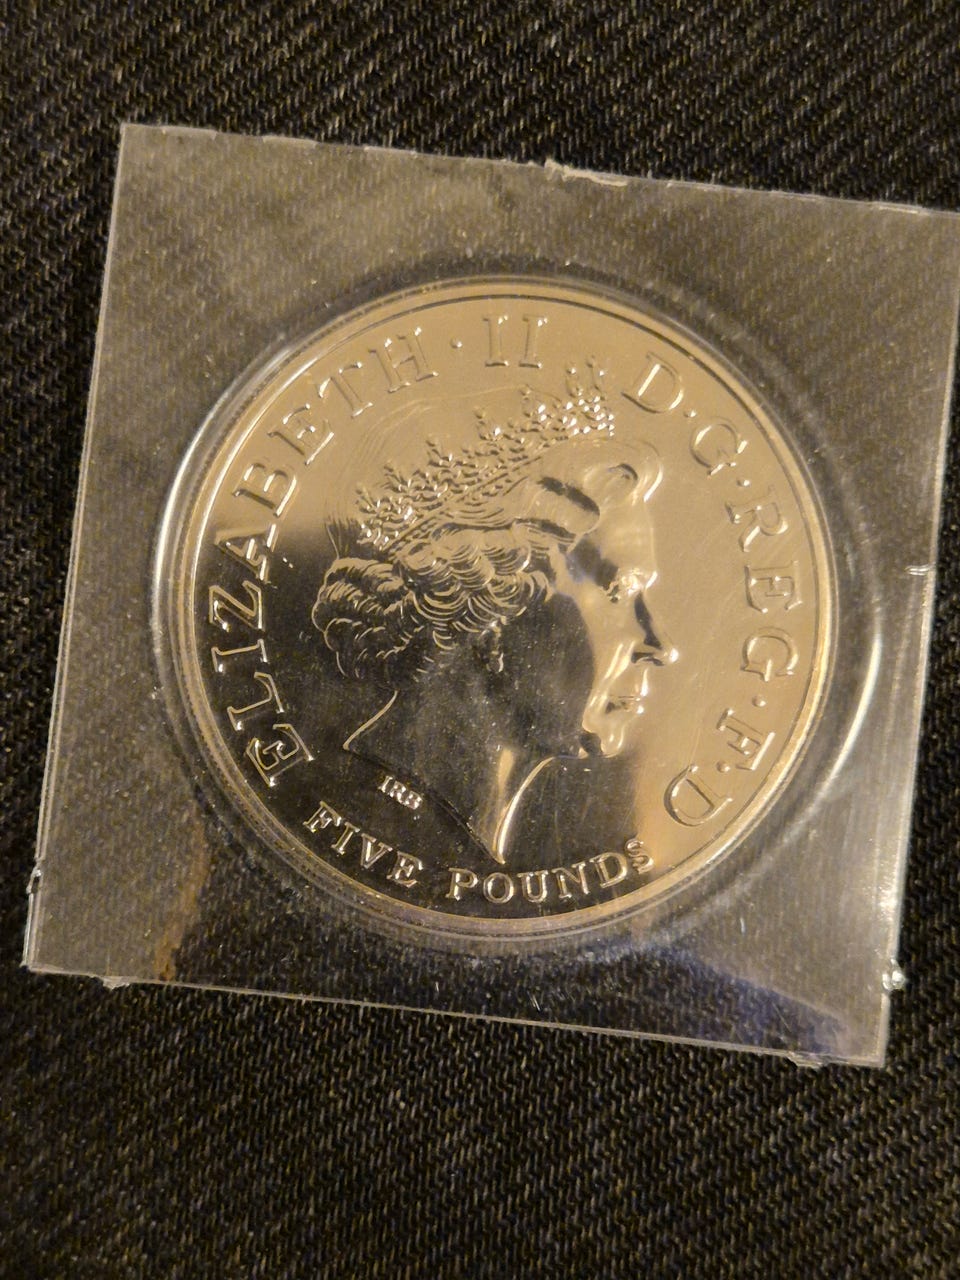 ELIZABETH · II D · G · REG · F · D
IRB
FIVE POUNDS